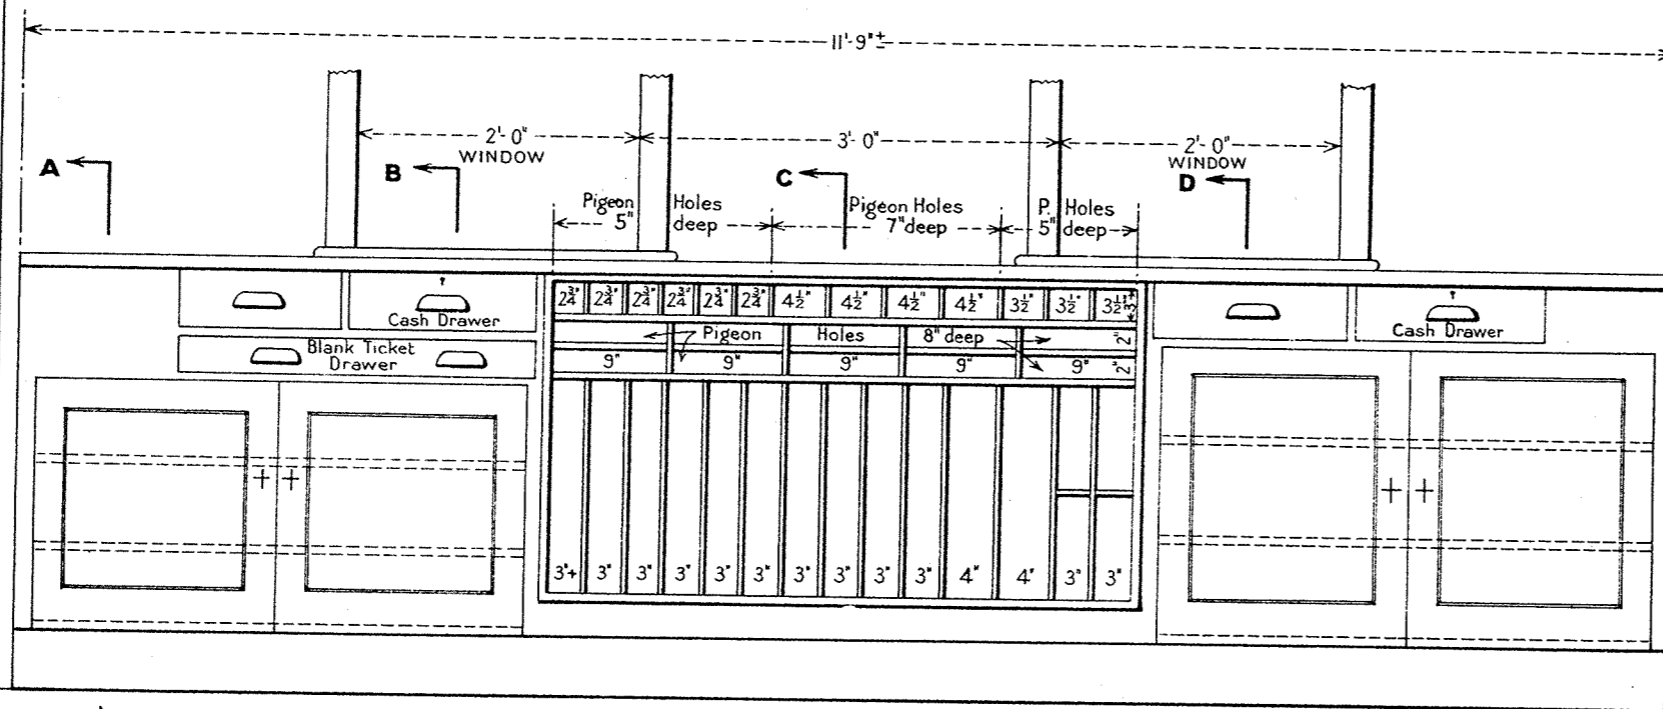 11'-9"±
2'-0"
WINDOW
3'-0"
2'-0"
WINDOW
A
B
C
D
Pigeon Holes
5" deep
Pigeon Holes
7" deep
P. Holes
5" deep
2¾" 2¾" 2¾" 2¾" 2¾" 2¾" 4½" 4½" 4½" 4½" 3½" 3½" 3½"
Cash Drawer
Cash Drawer
Pigeon Holes 8" deep 2"
Blank Ticket
Drawer
9" 9" 9" 9" 9" 2"
3"+ 3" 3" 3" 3" 3" 3" 3" 3" 3" 4" 4" 3" 3"